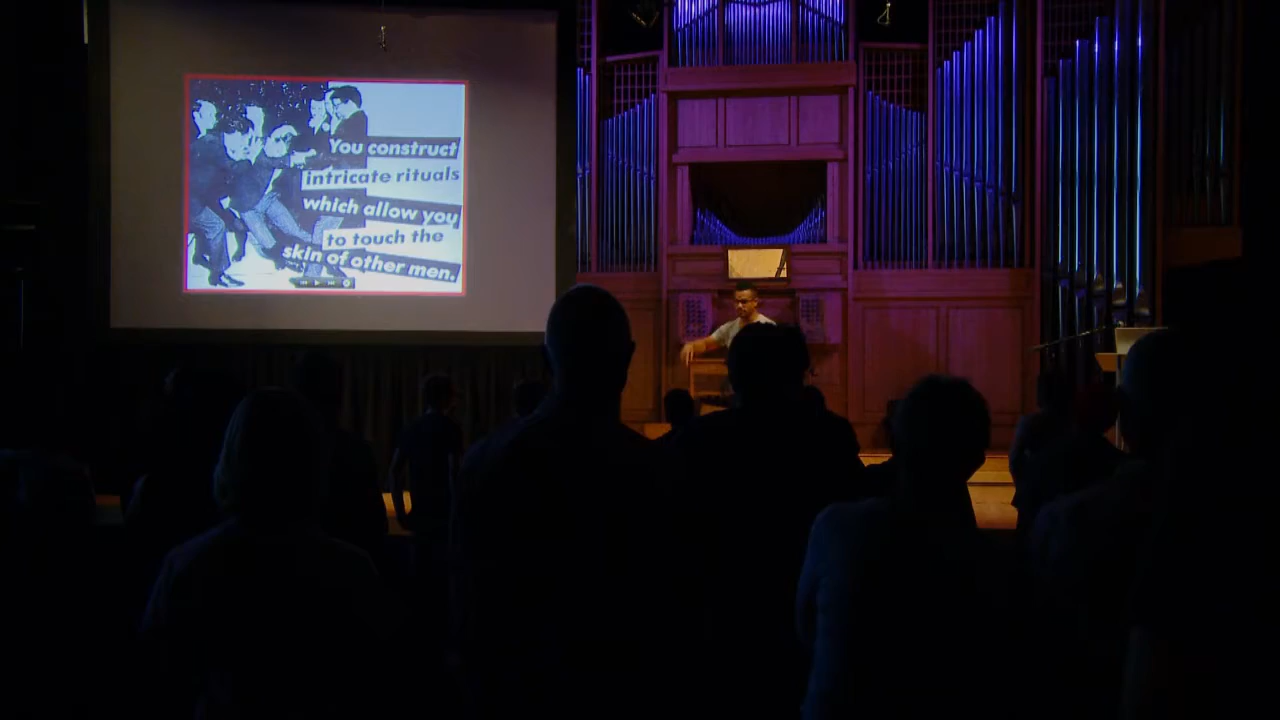 You construct
intricate rituals
which allow you
to touch the
skin of other men.